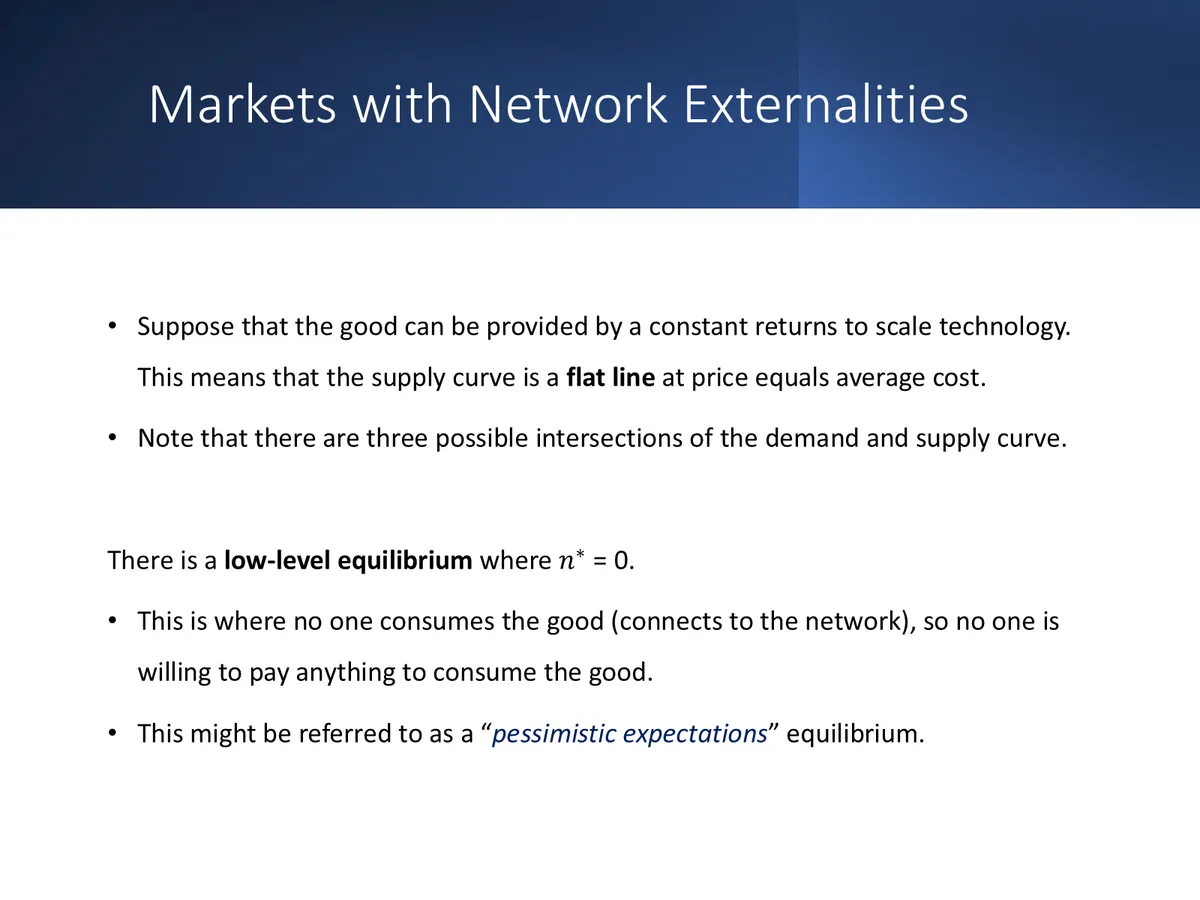 Markets with Network Externalities
• Suppose that the good can be provided by a constant returns to scale technology.
This means that the supply curve is a flat line at price equals average cost.
• Note that there are three possible intersections of the demand and supply curve.
There is a low-level equilibrium where 𝑛* = 0.
• This is where no one consumes the good (connects to the network), so no one is
willing to pay anything to consume the good.
• This might be referred to as a “pessimistic expectations” equilibrium.